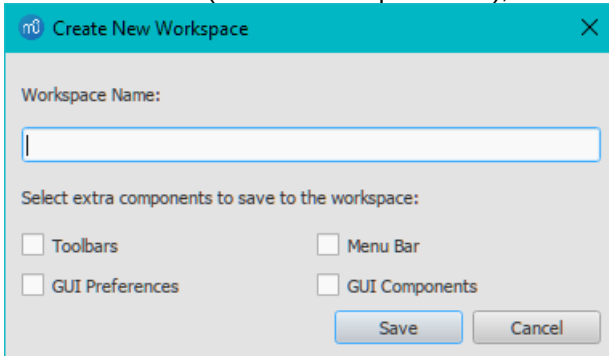 Create New Workspace
Workspace Name:
Select extra components to save to the workspace:
Toolbars Menu Bar
GUI Preferences GUI Components
Save Cancel